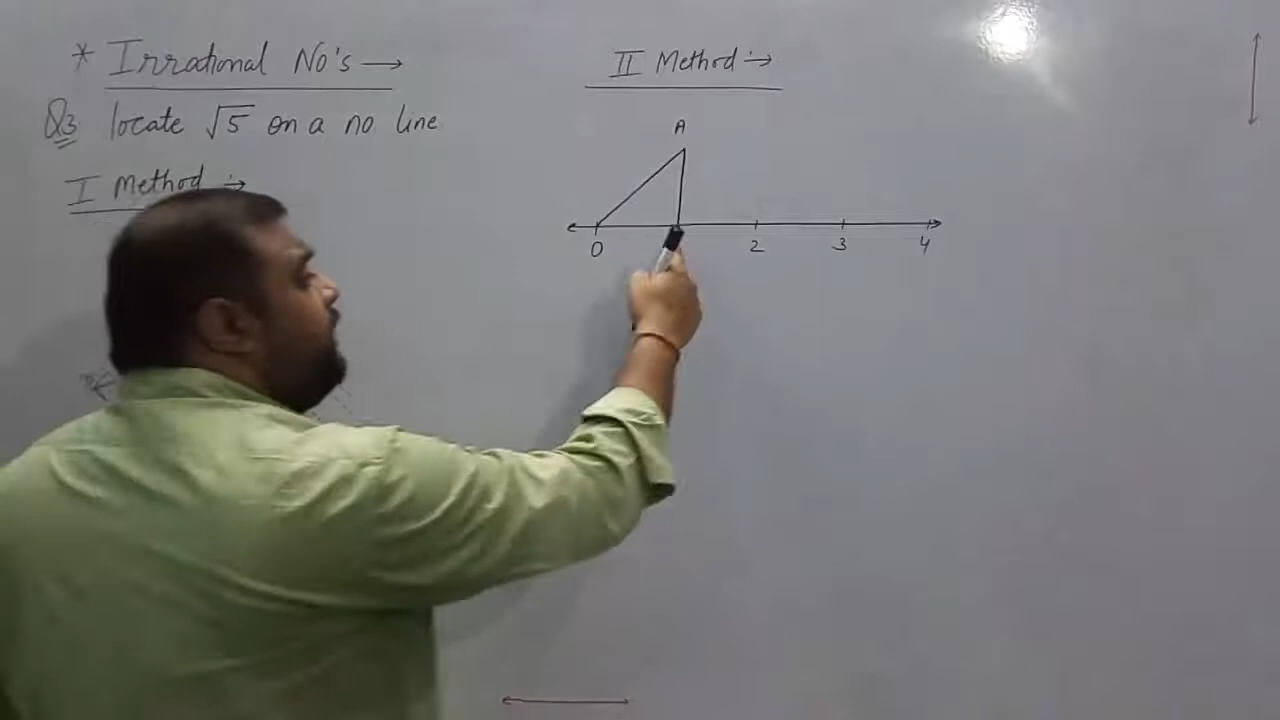 * Irrational No's →
Q3 locate √5 on a no line
I Method :→
II Method :→
A
0 2 3 4